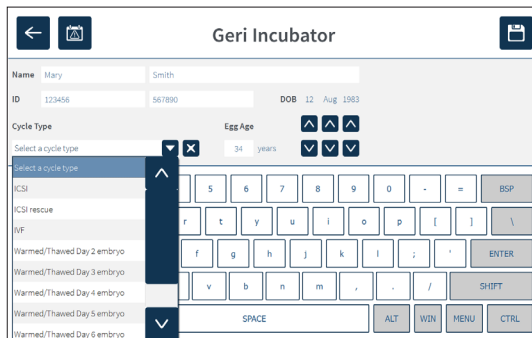 Geri Incubator
Name Mary Smith
ID 123456 567890 DOB 12 Aug 1983
Cycle Type Egg Age
Select a cycle type 34 years
Select a cycle type
ICSI
ICSI rescue
IVF
Warmed/Thawed Day 2 embryo
Warmed/Thawed Day 3 embryo
Warmed/Thawed Day 4 embryo
Warmed/Thawed Day 5 embryo
Warmed/Thawed Day 6 embryo
5 6 7 8 9 0 - = BSP
r t y u i o p [ ] \
f g h j k l ; ' ENTER
v b n m , . / SHIFT
SPACE ALT WIN MENU CTRL